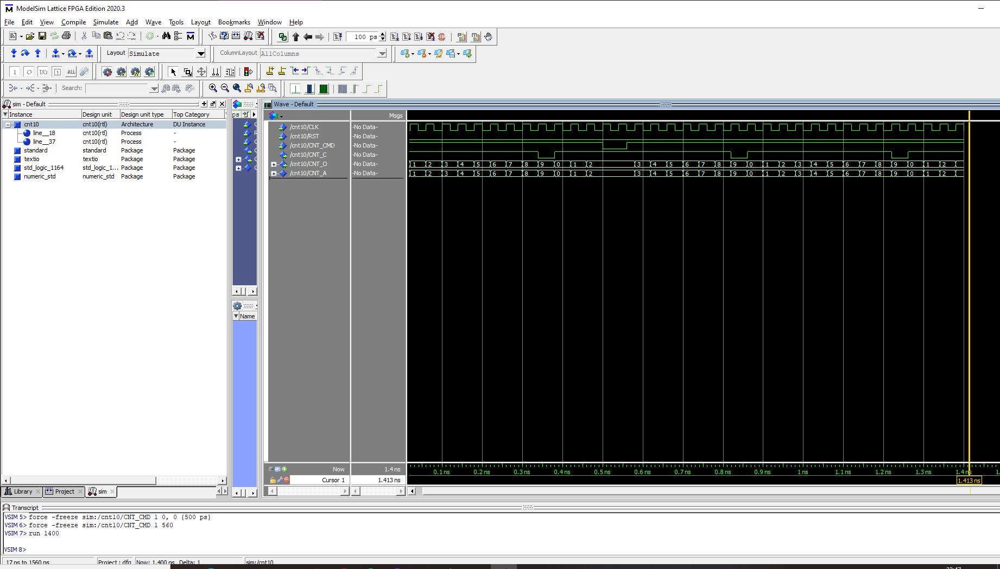 ModelSim Lattice FPGA Edition 2020.3
File Edit View Compile Simulate Add Wave Tools Layout Bookmarks Window Help
100 ps
Layout Simulate ColumnLayout AllColumns
Search:
sim - Default
Wave - Default
Instance Design unit Design unit type Top Category
ps
Msgs
cnt10 cnt10(rtl) Architecture DU Instance
line__18 cnt10(rtl) Process -
line__37 cnt10(rtl) Process -
standard standard Package Package
textio textio Package Package
std_logic_1164 std_logic_1... Package Package
numeric_std numeric_std Package Package
Name
/cnt10/CLK -No Data-
/cnt10/RST -No Data-
/cnt10/CNT_CMD -No Data-
/cnt10/CNT_C -No Data-
/cnt10/CNT_O -No Data- 1 2 3 4 5 6 7 8 9 0 1 2 3 4 5 6 7 8 9 0 1 2 3 4 5 6 7 8 9 0 1 2
/cnt10/CNT_A -No Data- 1 2 3 4 5 6 7 8 9 0 1 2 3 4 5 6 7 8 9 0 1 2 3 4 5 6 7 8 9 0 1 2
Now 1.4 ns
0.1 ns 0.2 ns 0.3 ns 0.4 ns 0.5 ns 0.6 ns 0.7 ns 0.8 ns 0.9 ns 1 ns 1.1 ns 1.2 ns 1.3 ns 1.4 ns
Cursor 1 1.413 ns
1.413 ns
Library Project sim
Transcript
VSIM 5> force -freeze sim:/cnt10/CNT_CMD 1 0, 0 {500 ps}
VSIM 6> force -freeze sim:/cnt10/CNT_CMD 1 560
VSIM 7> run 1400
VSIM 8>
17 ps to 1560 ps Project : dfg Now: 1.400 ns Delta: 1 sim:/cnt10